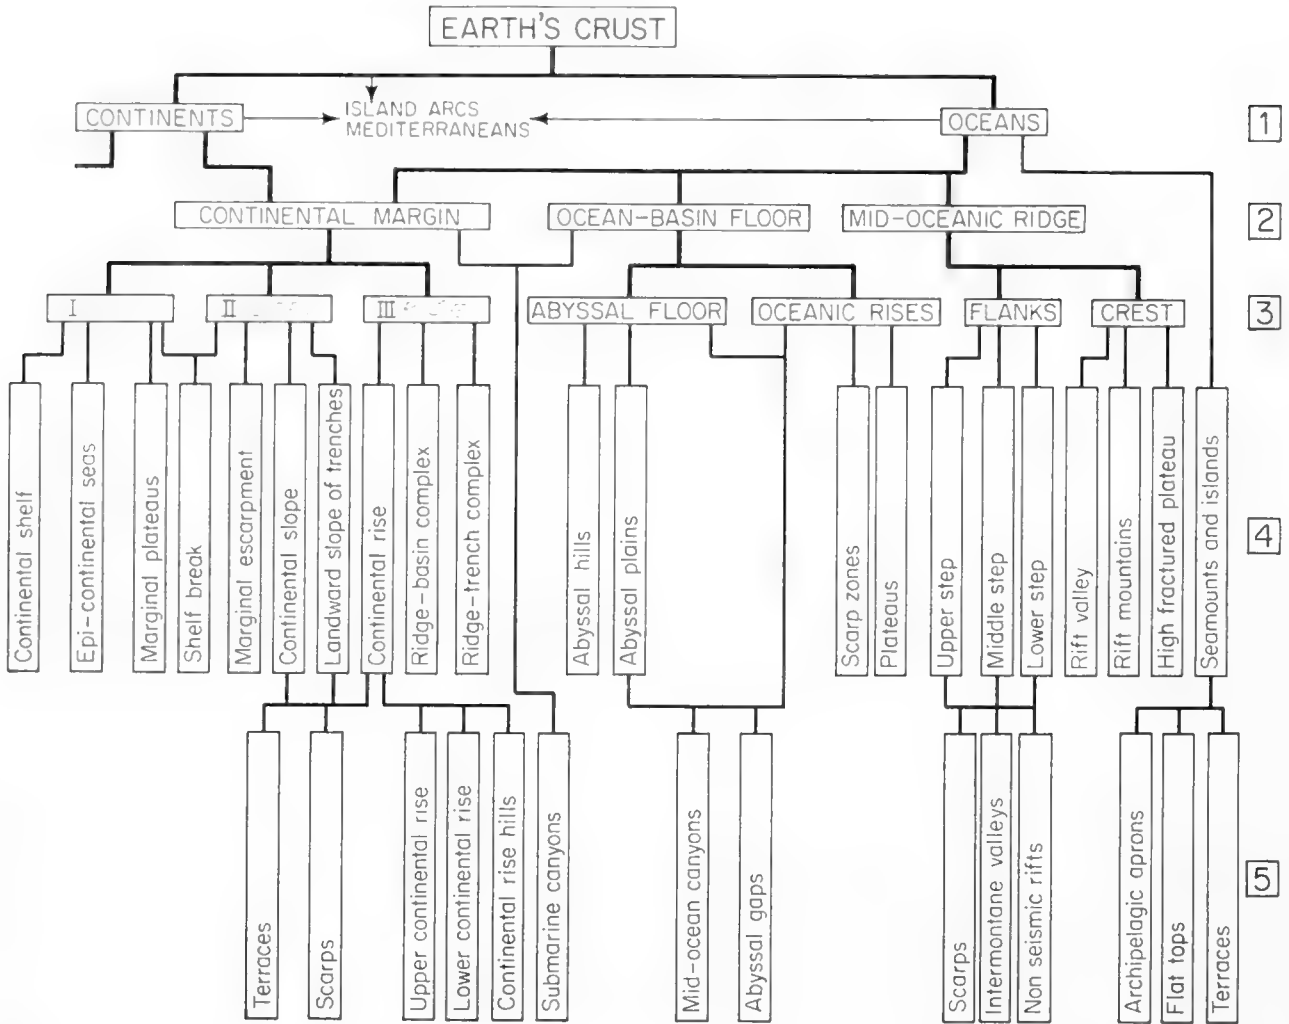 EARTH'S CRUST
CONTINENTS
ISLAND ARCS
MEDITERRANEANS
OCEANS
1
CONTINENTAL MARGIN
OCEAN-BASIN FLOOR
MID-OCEANIC RIDGE
2
I
II
III
ABYSSAL FLOOR
OCEANIC RISES
FLANKS
CREST
3
Continental shelf
Epi-continental seas
Marginal plateaus
Shelf break
Marginal escarpment
Continental slope
Landward slope of trenches
Continental rise
Ridge-basin complex
Ridge-trench complex
Abyssal hills
Abyssal plains
Scarp zones
Plateaus
Upper step
Middle step
Lower step
Rift valley
Rift mountains
High fractured plateau
Seamounts and islands
4
Terraces
Scarps
Upper continental rise
Lower continental rise
Continental rise hills
Submarine canyons
Mid-ocean canyons
Abyssal gaps
Scarps
Intermontane valleys
Non seismic rifts
Archipelagic aprons
Flat tops
Terraces
5